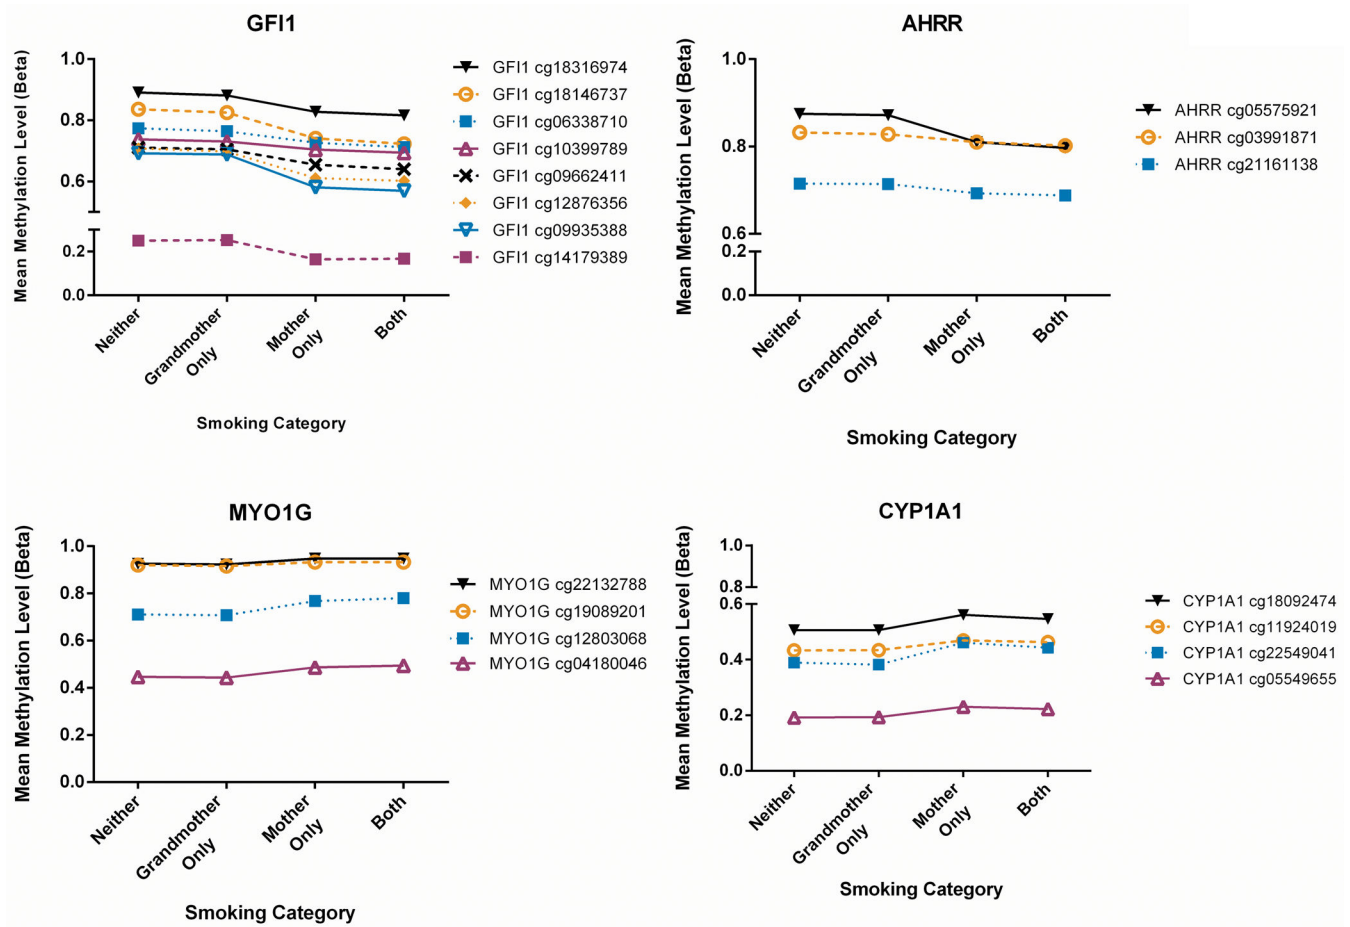 GFI1
Mean Methylation Level (Beta)
1.0
0.8
0.6
0.2
0.0
Neither
Grandmother
Only
Mother
Only
Both
Smoking Category
GFI1 cg18316974
GFI1 cg18146737
GFI1 cg06338710
GFI1 cg10399789
GFI1 cg09662411
GFI1 cg12876356
GFI1 cg09935388
GFI1 cg14179389
AHRR
Mean Methylation Level (Beta)
1.0
0.8
0.6
0.2
0.0
Neither
Grandmother
Only
Mother
Only
Both
Smoking Category
AHRR cg05575921
AHRR cg03991871
AHRR cg21161138
MYO1G
Mean Methylation Level (Beta)
1.0
0.8
0.6
0.4
0.2
0.0
Neither
Grandmother
Only
Mother
Only
Both
Smoking Category
MYO1G cg22132788
MYO1G cg19089201
MYO1G cg12803068
MYO1G cg04180046
CYP1A1
Mean Methylation Level (Beta)
1.0
0.8
0.6
0.4
0.2
0.0
Neither
Grandmother
Only
Mother
Only
Both
Smoking Category
CYP1A1 cg18092474
CYP1A1 cg11924019
CYP1A1 cg22549041
CYP1A1 cg05549655